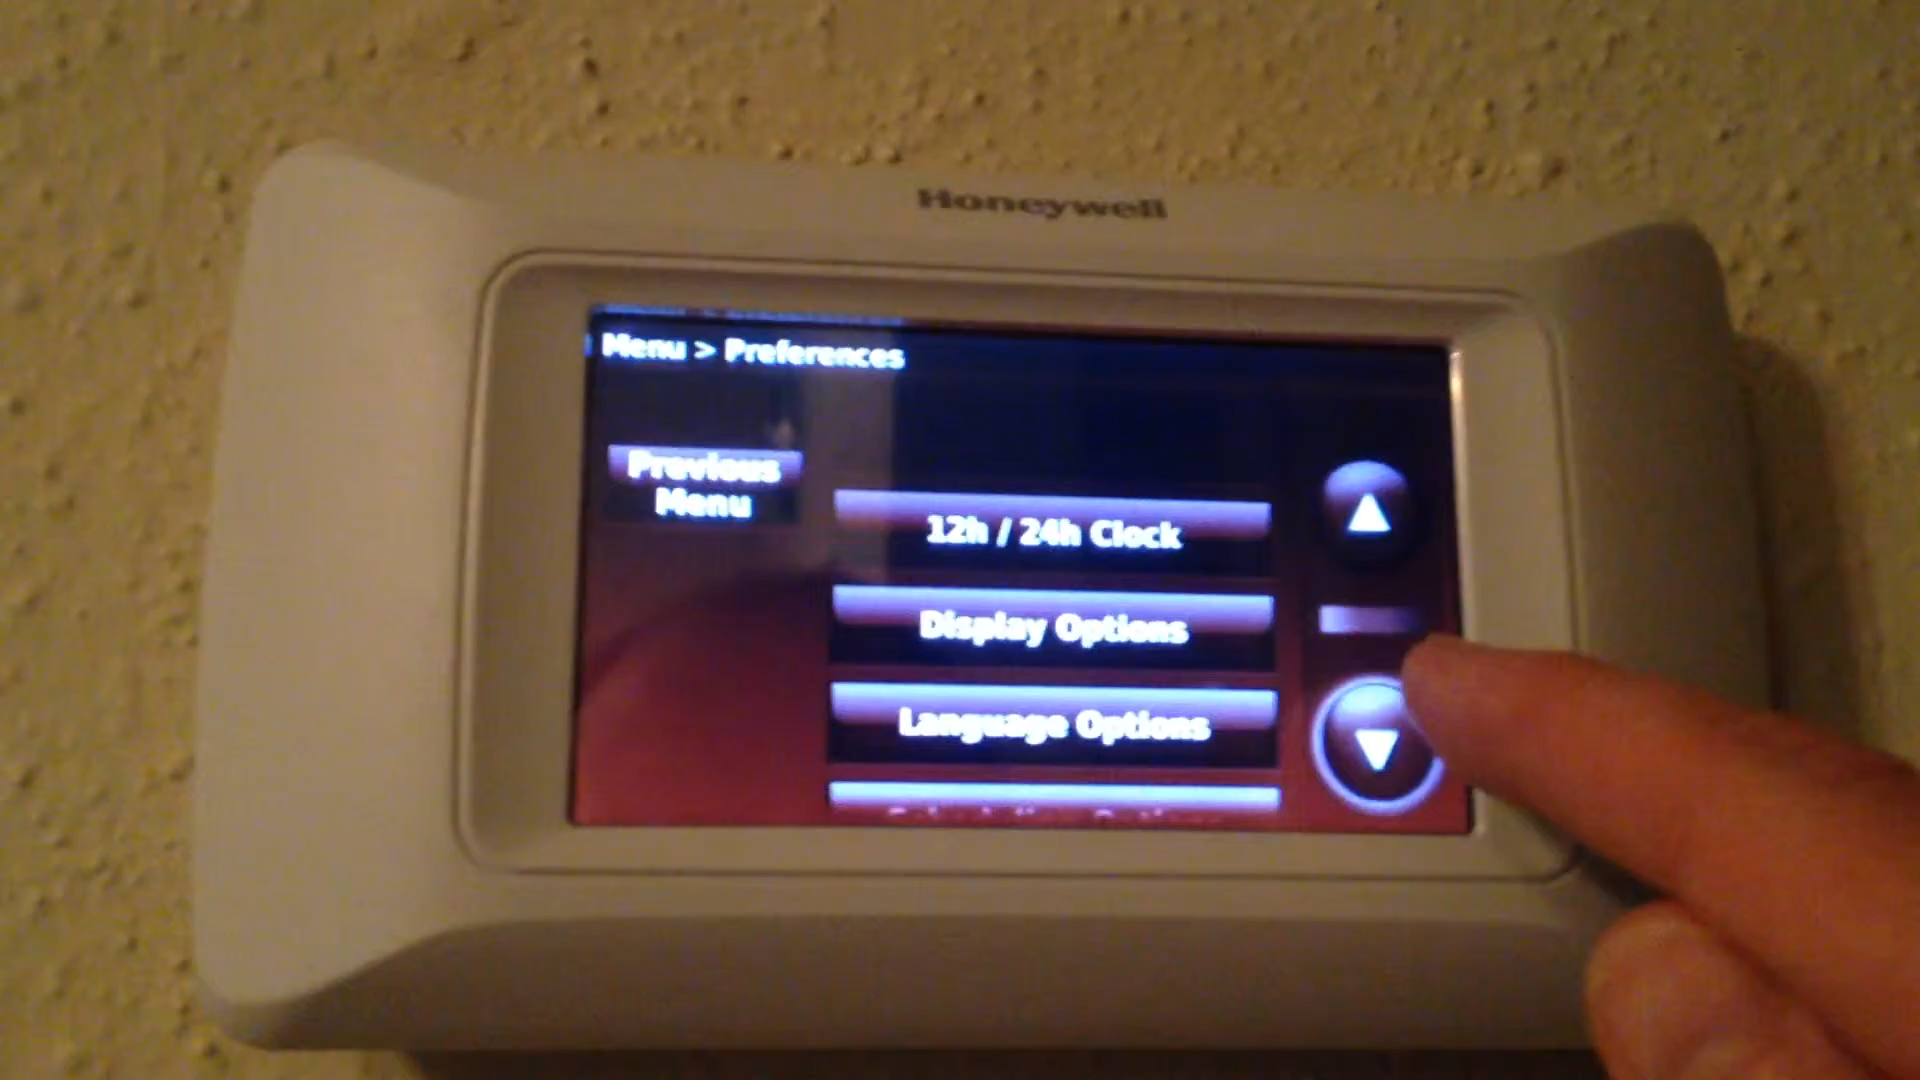 Honeywell
Menu > Preferences
Previous
Menu
12h / 24h Clock
Display Options
Language Options